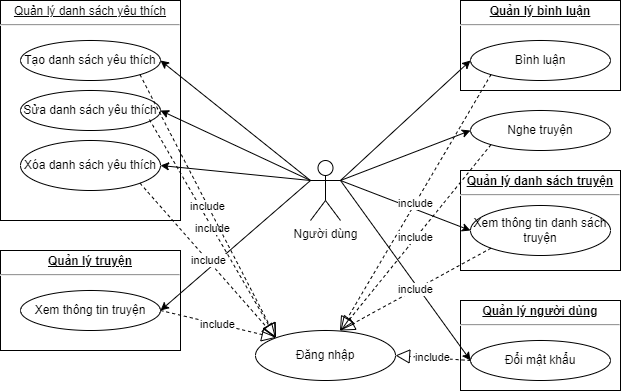 Quản lý danh sách yêu thích
Tạo danh sách yêu thích
Sửa danh sách yêu thích
Xóa danh sách yêu thích
Quản lý truyện
Xem thông tin truyện
Người dùng
Đăng nhập
include
include
include
include
include
include
include
include
Quản lý bình luận
Bình luận
Nghe truyện
Quản lý danh sách truyện
Xem thông tin danh sách
truyện
Quản lý người dùng
Đổi mật khẩu